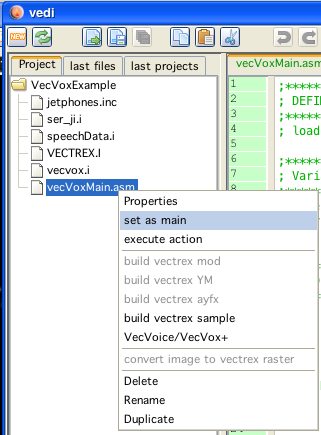 vedi
NEW
Project
last files
last projects
VecVoxExample
jetphones.inc
ser_ji.i
speechData.i
VECTREX.I
vecvox.i
vecVoxMain.asm
Properties
set as main
execute action
build vectrex mod
build vectrex YM
build vectrex ayfx
build vectrex sample
VecVoice/VecVox+
convert image to vectrex raster
Delete
Rename
Duplicate
vecVoxMain.asm
1 ;*****
2 ; DEFI
3 ;*****
4 ; load
5
6 ;*****
7 ; Vari
8